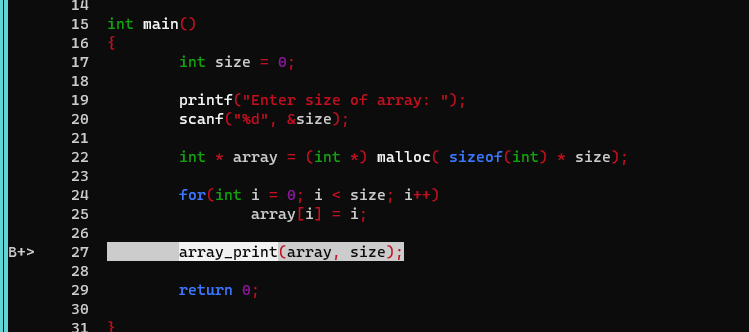 14
15 int main()
16 {
17         int size = 0;
18
19         printf("Enter size of array: ");
20         scanf("%d", &size);
21
22         int * array = (int *) malloc( sizeof(int) * size);
23
24         for(int i = 0; i < size; i++)
25                 array[i] = i;
26
B+> 27         array_print(array, size);
28
29         return 0;
30
31 }